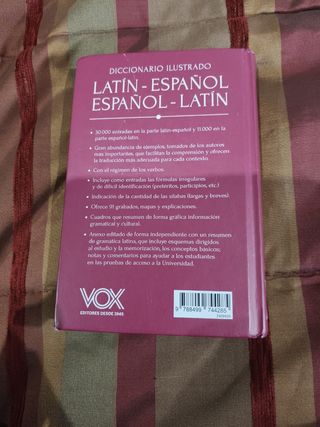 DICCIONARIO ILUSTRADO
LATÍN - ESPAÑOL
ESPAÑOL - LATÍN
• 30.000 entradas en la parte latín-español y 11.000 en la
parte español-latín.
• Gran abundancia de ejemplos, tomados de los autores
más importantes, que facilitan la comprensión y ofrecen
la traducción más adecuada para cada contexto.
• Con el régimen de los verbos.
• Incluye como entradas las fórmulas irregulares
y de difícil identificación (pretéritos, participios, etc.)
• Indicación de la cantidad de las sílabas (largas y breves).
• Ofrece 91 grabados, mapas y explicaciones.
• Cuadros que resumen de forma gráfica información
gramatical y cultural.
• Anexo editado de forma independiente con un resumen
de gramática latina, que incluye esquemas dirigidos
al estudio y la memorización, los conceptos básicos;
notas y comentarios para ayudar a los estudiantes
en las pruebas de acceso a la Universidad.
VOX
EDITORES DESDE 1945
9 788499 744285